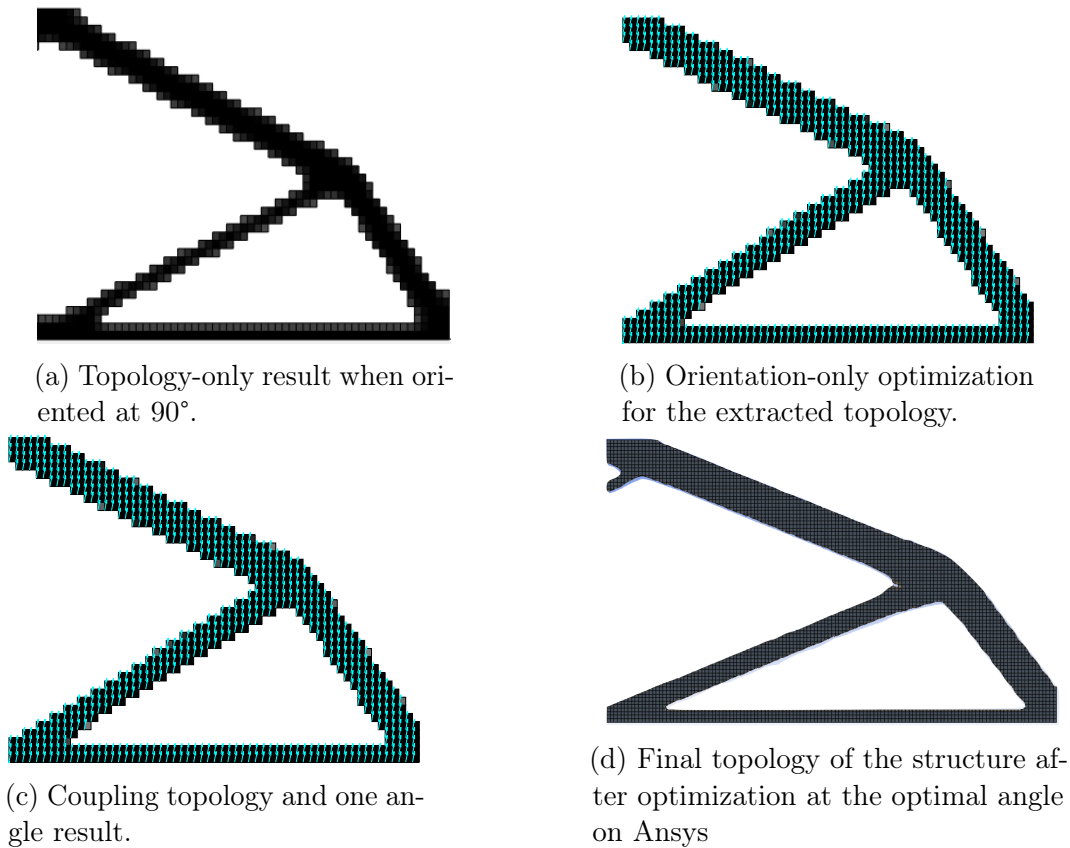 (a) Topology-only result when ori-
ented at 90°.
(b) Orientation-only optimization
for the extracted topology.
(c) Coupling topology and one an-
gle result.
(d) Final topology of the structure af-
ter optimization at the optimal angle
on Ansys